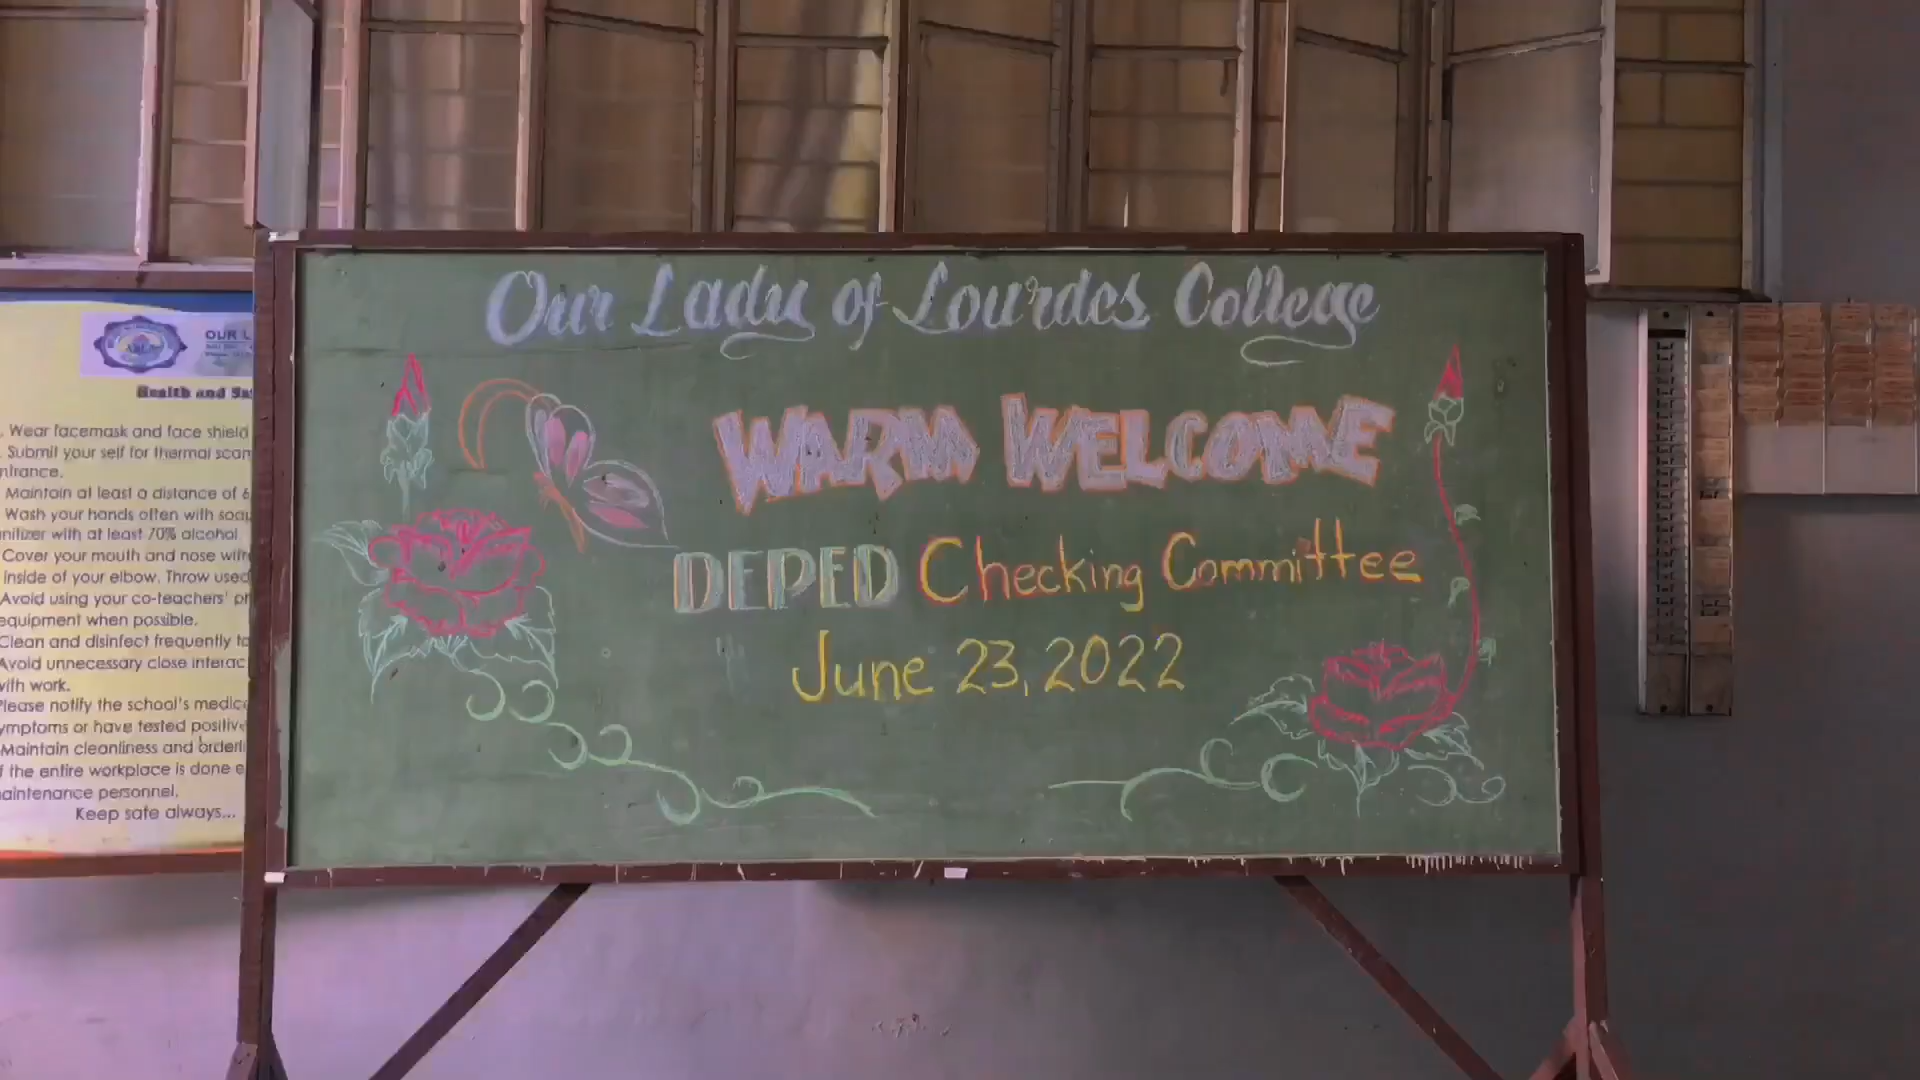 Our Lady of Lourdes College
WARM WELCOME
DEPED Checking Committee
June 23, 2022
OUR L
Health and
. Wear facemask and face shield
. Submit your self for thermal scan
ntrance.
Maintain at least a distance of 6
Wash your hands often with soap
nitizer with at least 70% alcohol
Cover your mouth and nose with
Inside of your elbow. Throw used
Avoid using your co-teachers' ph
equipment when possible.
Clean and disinfect frequently to
Avoid unnecessary close interac
with work.
Please notify the school's medica
ymptoms or have tested positive
Maintain cleanliness and orderli
f the entire workplace is done e
aintenance personnel.
Keep safe always...